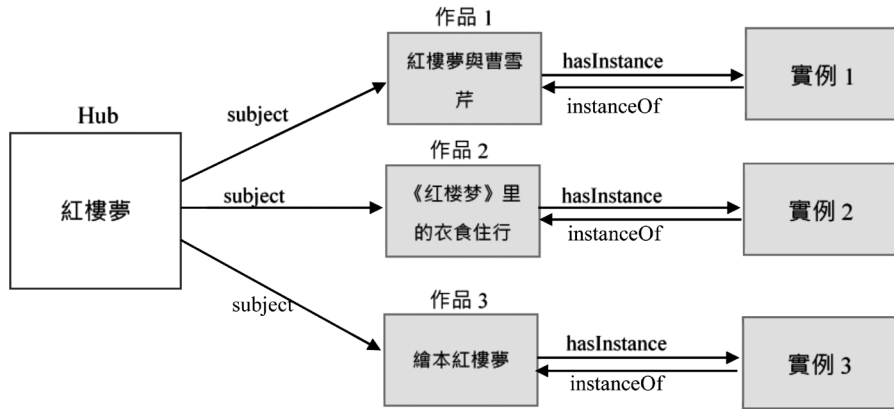 作品 1
紅樓夢與曹雪
芹
hasInstance
instanceOf
實例 1
Hub
紅樓夢
subject
作品 2
《红楼梦》里
的衣食住行
subject
hasInstance
instanceOf
實例 2
subject
作品 3
繪本紅樓夢
hasInstance
instanceOf
實例 3